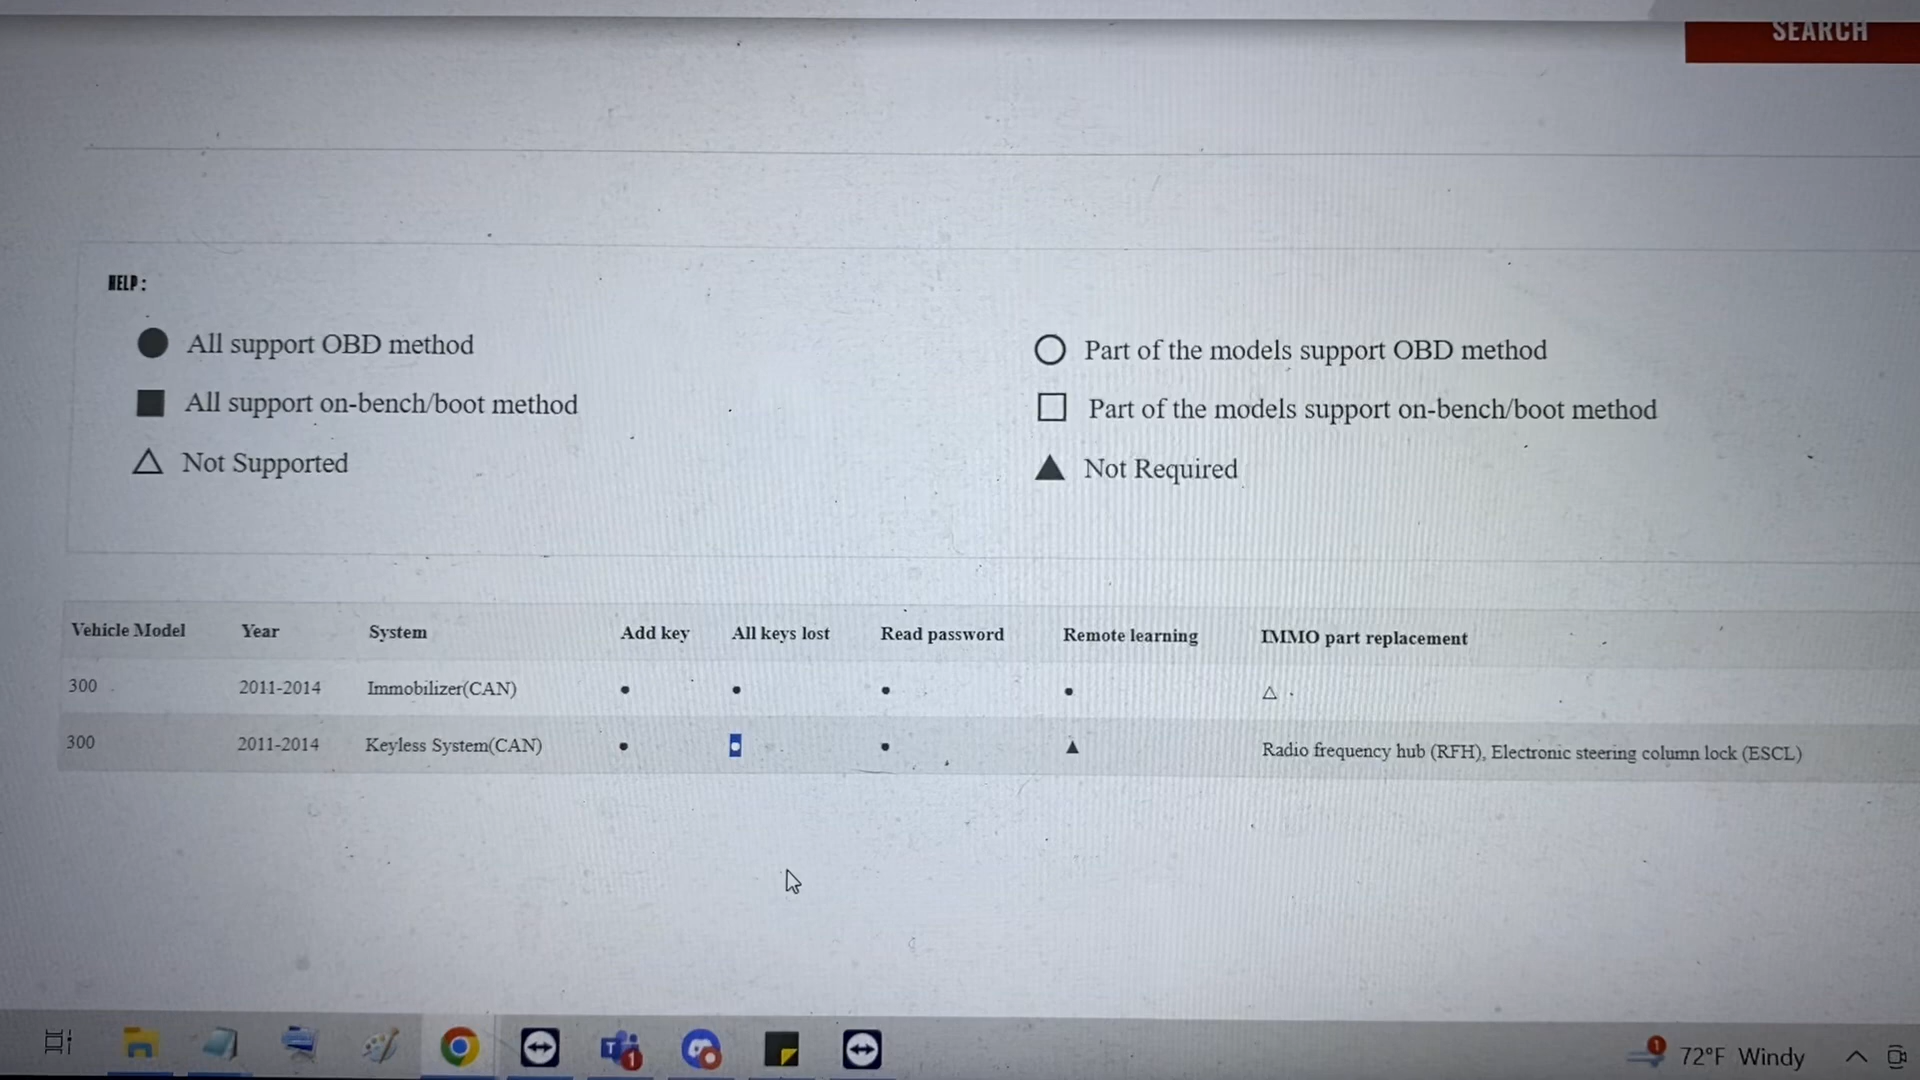 SEARCH
HELP:
● All support OBD method
○ Part of the models support OBD method
■ All support on-bench/boot method
□ Part of the models support on-bench/boot method
△ Not Supported
▲ Not Required
Vehicle Model Year System Add key All keys lost Read password Remote learning IMMO part replacement
300 2011-2014 Immobilizer(CAN) ● ● ● ● △
300 2011-2014 Keyless System(CAN) ● ● ● ▲ Radio frequency hub (RFH), Electronic steering column lock (ESCL)
T 1
1 72°F Windy